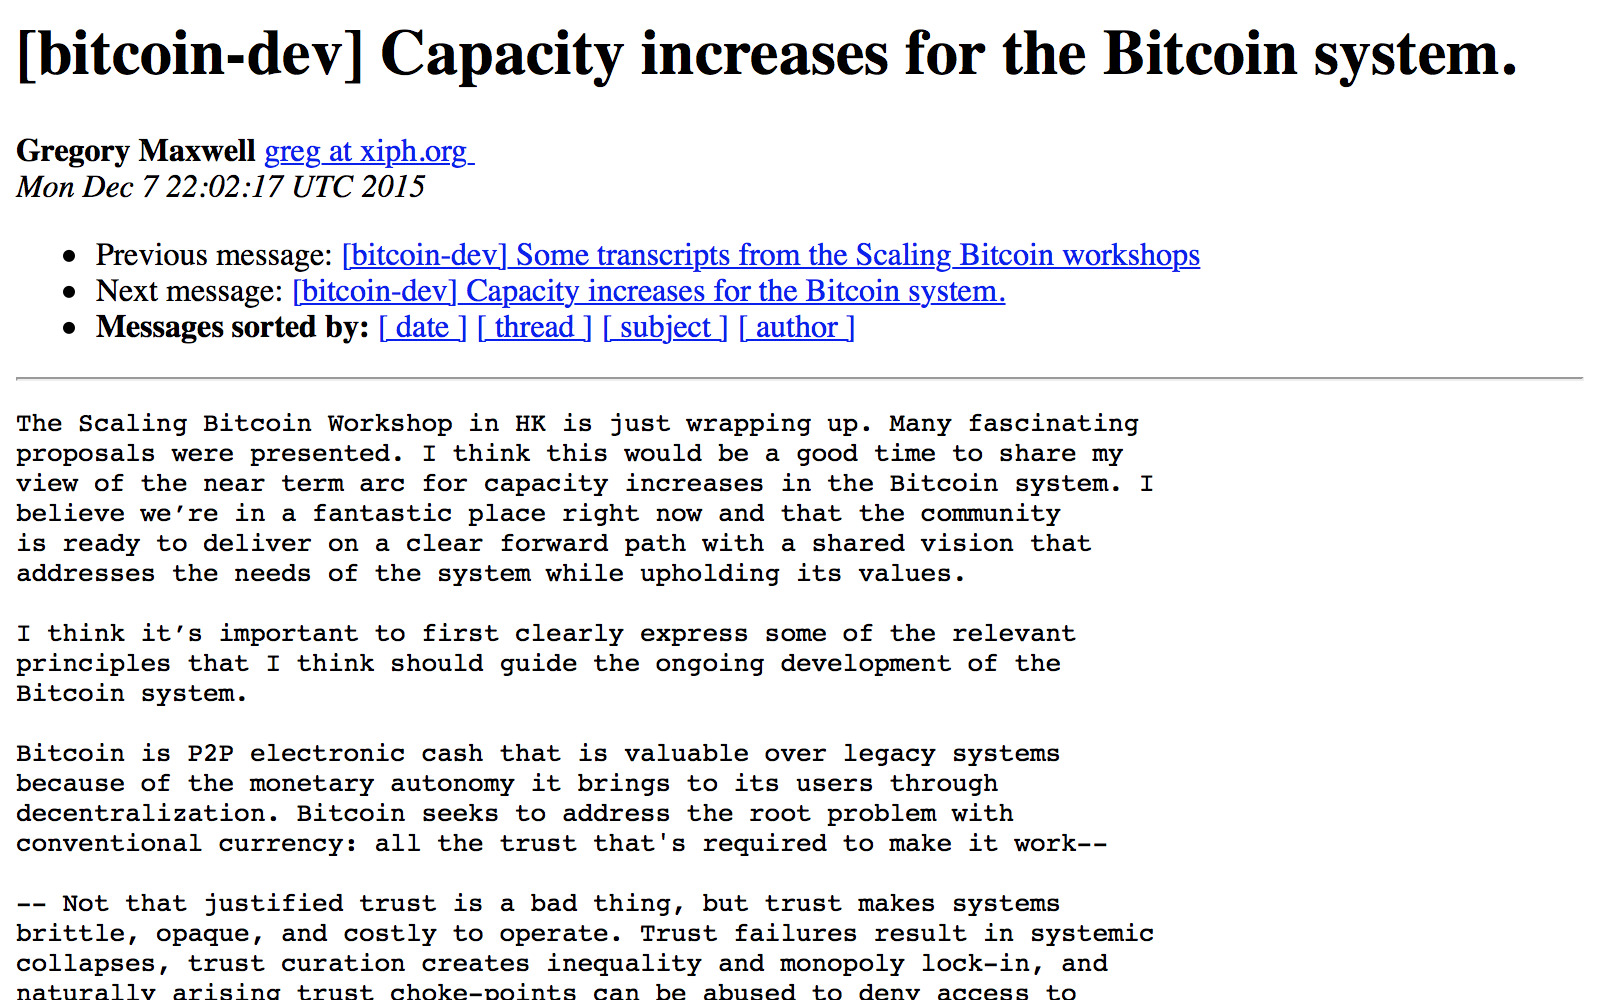 [bitcoin-dev] Capacity increases for the Bitcoin system.
Gregory Maxwell greg at xiph.org
Mon Dec 7 22:02:17 UTC 2015
• Previous message: [bitcoin-dev] Some transcripts from the Scaling Bitcoin workshops
• Next message: [bitcoin-dev] Capacity increases for the Bitcoin system.
• Messages sorted by: [ date ] [ thread ] [ subject ] [ author ]
The Scaling Bitcoin Workshop in HK is just wrapping up. Many fascinating
proposals were presented. I think this would be a good time to share my
view of the near term arc for capacity increases in the Bitcoin system. I
believe we’re in a fantastic place right now and that the community
is ready to deliver on a clear forward path with a shared vision that
addresses the needs of the system while upholding its values.
I think it’s important to first clearly express some of the relevant
principles that I think should guide the ongoing development of the
Bitcoin system.
Bitcoin is P2P electronic cash that is valuable over legacy systems
because of the monetary autonomy it brings to its users through
decentralization. Bitcoin seeks to address the root problem with
conventional currency: all the trust that's required to make it work--
-- Not that justified trust is a bad thing, but trust makes systems
brittle, opaque, and costly to operate. Trust failures result in systemic
collapses, trust curation creates inequality and monopoly lock-in, and
naturally arising trust choke-points can be abused to deny access to